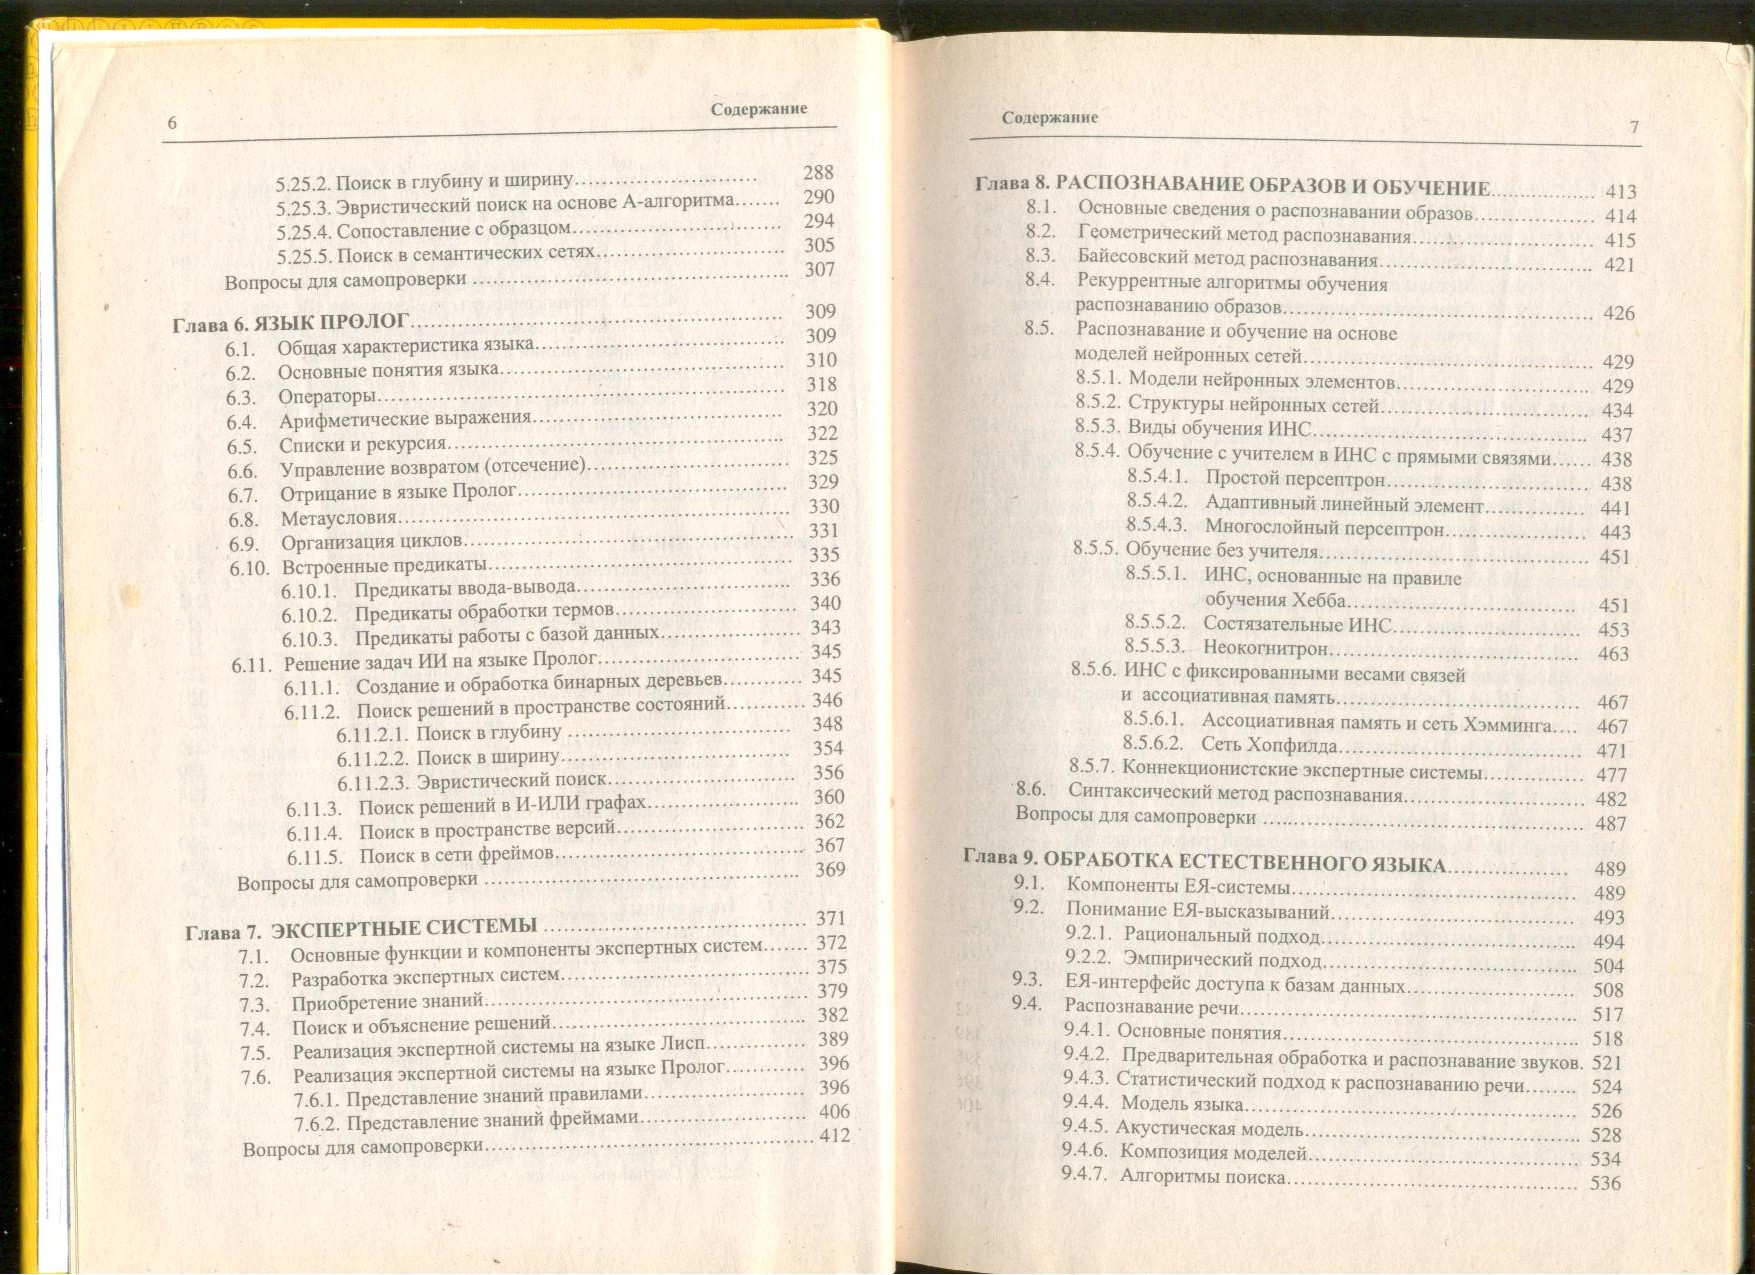 6 Содержание
5.25.2. Поиск в глубину и ширину........................ 288
5.25.3. Эвристический поиск на основе А-алгоритма....... 290
5.25.4. Сопоставление с образцом........................ 294
5.25.5. Поиск в семантических сетях........................ 305
Вопросы для самопроверки ........................ 307
Глава 6. ЯЗЫК ПРОЛОГ........................ 309
6.1. Общая характеристика языка........................ 309
6.2. Основные понятия языка........................ 310
6.3. Операторы........................ 318
6.4. Арифметические выражения........................ 320
6.5. Списки и рекурсия........................ 322
6.6. Управление возвратом (отсечение)........................ 325
6.7. Отрицание в языке Пролог........................ 329
6.8. Метаусловия........................ 330
6.9. Организация циклов........................ 331
6.10. Встроенные предикаты........................ 335
6.10.1. Предикаты ввода-вывода........................ 336
6.10.2. Предикаты обработки термов........................ 340
6.10.3. Предикаты работы с базой данных........................ 343
6.11. Решение задач ИИ на языке Пролог........................ 345
6.11.1. Создание и обработка бинарных деревьев............ 345
6.11.2. Поиск решений в пространстве состояний............ 346
6.11.2.1. Поиск в глубину ........................ 348
6.11.2.2. Поиск в ширину........................ 354
6.11.2.3. Эвристический поиск........................ 356
6.11.3. Поиск решений в И-ИЛИ графах........................ 360
6.11.4. Поиск в пространстве версий........................ 362
6.11.5. Поиск в сети фреймов........................ 367
Вопросы для самопроверки ........................ 369
Глава 7. ЭКСПЕРТНЫЕ СИСТЕМЫ ........................ 371
7.1. Основные функции и компоненты экспертных систем....... 372
7.2. Разработка экспертных систем........................ 375
7.3. Приобретение знаний........................ 379
7.4. Поиск и объяснение решений........................ 382
7.5. Реализация экспертной системы на языке Лисп............ 389
7.6. Реализация экспертной системы на языке Пролог............ 396
7.6.1. Представление знаний правилами........................ 396
7.6.2. Представление знаний фреймами........................ 406
Вопросы для самопроверки........................ 412
Содержание 7
Глава 8. РАСПОЗНАВАНИЕ ОБРАЗОВ И ОБУЧЕНИЕ............ 413
8.1. Основные сведения о распознавании образов............ 414
8.2. Геометрический метод распознавания........................ 415
8.3. Байесовский метод распознавания........................ 421
8.4. Рекуррентные алгоритмы обучения
распознаванию образов........................ 426
8.5. Распознавание и обучение на основе
моделей нейронных сетей........................ 429
8.5.1. Модели нейронных элементов........................ 429
8.5.2. Структуры нейронных сетей........................ 434
8.5.3. Виды обучения ИНС........................ 437
8.5.4. Обучение с учителем в ИНС с прямыми связями...... 438
8.5.4.1. Простой персептрон........................ 438
8.5.4.2. Адаптивный линейный элемент............ 441
8.5.4.3. Многослойный персептрон........................ 443
8.5.5. Обучение без учителя........................ 451
8.5.5.1. ИНС, основанные на правиле
обучения Хебба........................ 451
8.5.5.2. Состязательные ИНС........................ 453
8.5.5.3. Неокогнитрон........................ 463
8.5.6. ИНС с фиксированными весами связей
и ассоциативная память........................ 467
8.5.6.1. Ассоциативная память и сеть Хэмминга.... 467
8.5.6.2. Сеть Хопфилда........................ 471
8.5.7. Коннекционистские экспертные системы............ 477
8.6. Синтаксический метод распознавания........................ 482
Вопросы для самопроверки ........................ 487
Глава 9. ОБРАБОТКА ЕСТЕСТВЕННОГО ЯЗЫКА............ 489
9.1. Компоненты ЕЯ-системы........................ 489
9.2. Понимание ЕЯ-высказываний........................ 493
9.2.1. Рациональный подход........................ 494
9.2.2. Эмпирический подход........................ 504
9.3. ЕЯ-интерфейс доступа к базам данных........................ 508
9.4. Распознавание речи........................ 517
9.4.1. Основные понятия........................ 518
9.4.2. Предварительная обработка и распознавание звуков. 521
9.4.3. Статистический подход к распознаванию речи....... 524
9.4.4. Модель языка........................ 526
9.4.5. Акустическая модель........................ 528
9.4.6. Композиция моделей........................ 534
9.4.7. Алгоритмы поиска........................ 536